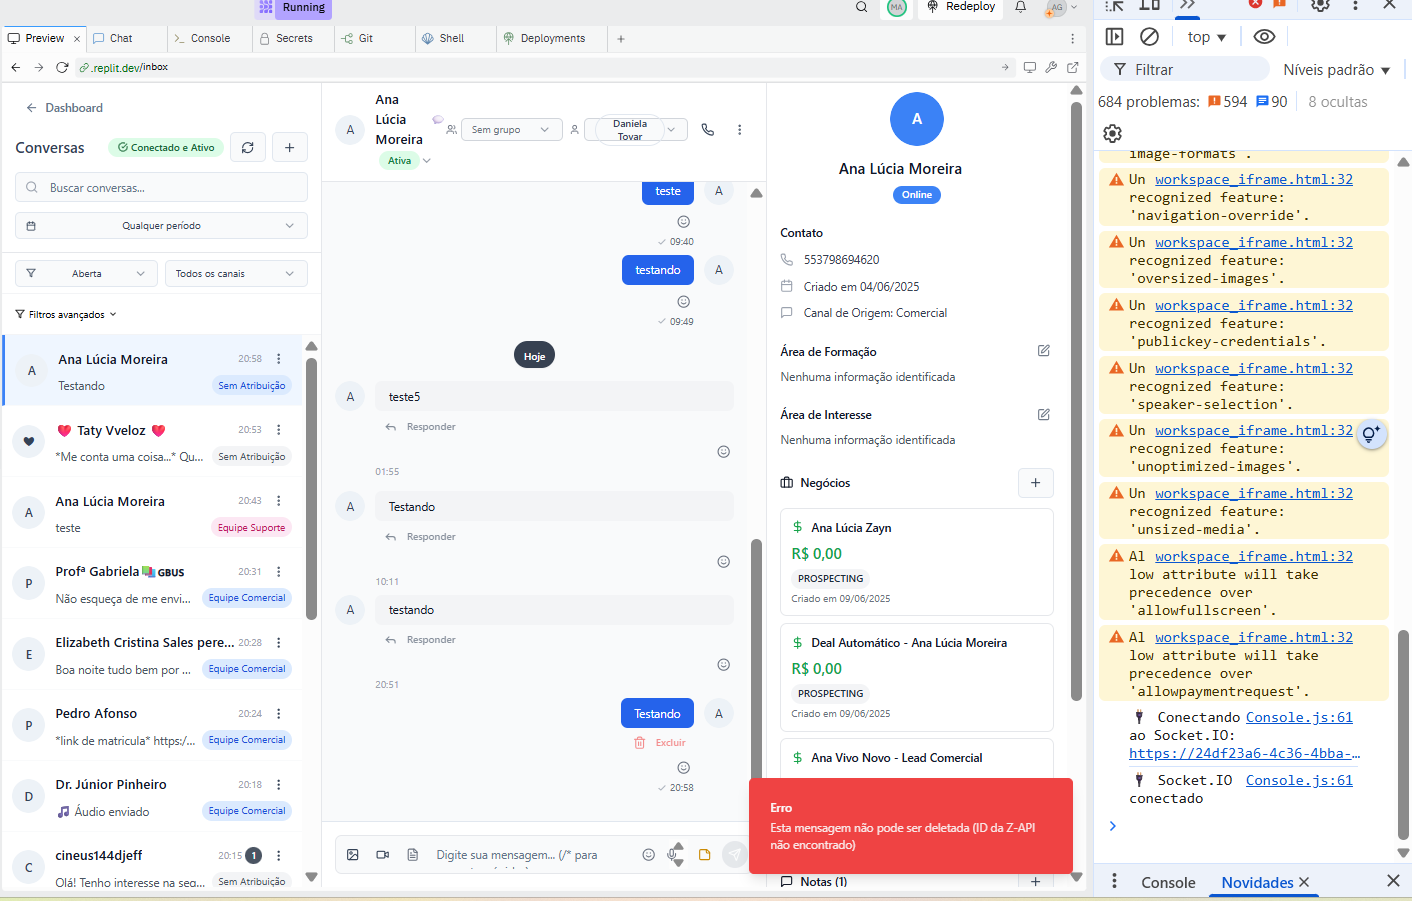 Running
MA
Redeploy
AG
Preview
Chat
Console
Secrets
Git
Shell
Deployments
.replit.dev/inbox
Dashboard
Conversas
Conectado e Ativo
Buscar conversas...
Qualquer período
Aberta
Todos os canais
Filtros avançados
A
Ana Lúcia Moreira
20:58
Testando
Sem Atribuição
Taty Vveloz
20:53
*Me conta uma coisa...* Qu...
Sem Atribuição
A
Ana Lúcia Moreira
20:43
teste
Equipe Suporte
P
Profª Gabriela GBUS
20:31
Não esqueça de me envi...
Equipe Comercial
E
Elizabeth Cristina Sales pere...
20:28
Boa noite tudo bem por ...
Equipe Comercial
P
Pedro Afonso
20:24
*link de matricula* https:/...
Equipe Comercial
D
Dr. Júnior Pinheiro
20:18
Áudio enviado
Equipe Comercial
C
cineus144djeff
20:15
1
Olá! Tenho interesse na seg...
Sem Atribuição
A
Ana
Lúcia
Moreira
Ativa
Sem grupo
Daniela
Tovar
teste
A
09:40
testando
A
09:49
Hoje
A
teste5
Responder
01:55
A
Testando
Responder
10:11
A
testando
Responder
20:51
Testando
A
Excluir
20:58
Digite sua mensagem... (/* para
A
Ana Lúcia Moreira
Online
Contato
553798694620
Criado em 04/06/2025
Canal de Origem: Comercial
Área de Formação
Nenhuma informação identificada
Área de Interesse
Nenhuma informação identificada
Negócios
Ana Lúcia Zayn
R$ 0,00
PROSPECTING
Criado em 09/06/2025
Deal Automático - Ana Lúcia Moreira
R$ 0,00
PROSPECTING
Criado em 09/06/2025
Ana Vivo Novo - Lead Comercial
Erro
Esta mensagem não pode ser deletada (ID da Z-API
não encontrado)
Notas (1)
top
Filtrar
Níveis padrão
684 problemas: 594 90
8 ocultas
image-formats'.
Un workspace_iframe.html:32
recognized feature:
'navigation-override'.
Un workspace_iframe.html:32
recognized feature:
'oversized-images'.
Un workspace_iframe.html:32
recognized feature:
'publickey-credentials'.
Un workspace_iframe.html:32
recognized feature:
'speaker-selection'.
Un workspace_iframe.html:32
recognized feature:
'unoptimized-images'.
Un workspace_iframe.html:32
recognized feature:
'unsized-media'.
Al workspace_iframe.html:32
low attribute will take
precedence over
'allowfullscreen'.
Al workspace_iframe.html:32
low attribute will take
precedence over
'allowpaymentrequest'.
Conectando Console.js:61
ao Socket.IO:
https://24df23a6-4c36-4bba-…
Socket.IO Console.js:61
conectado
Console
Novidades